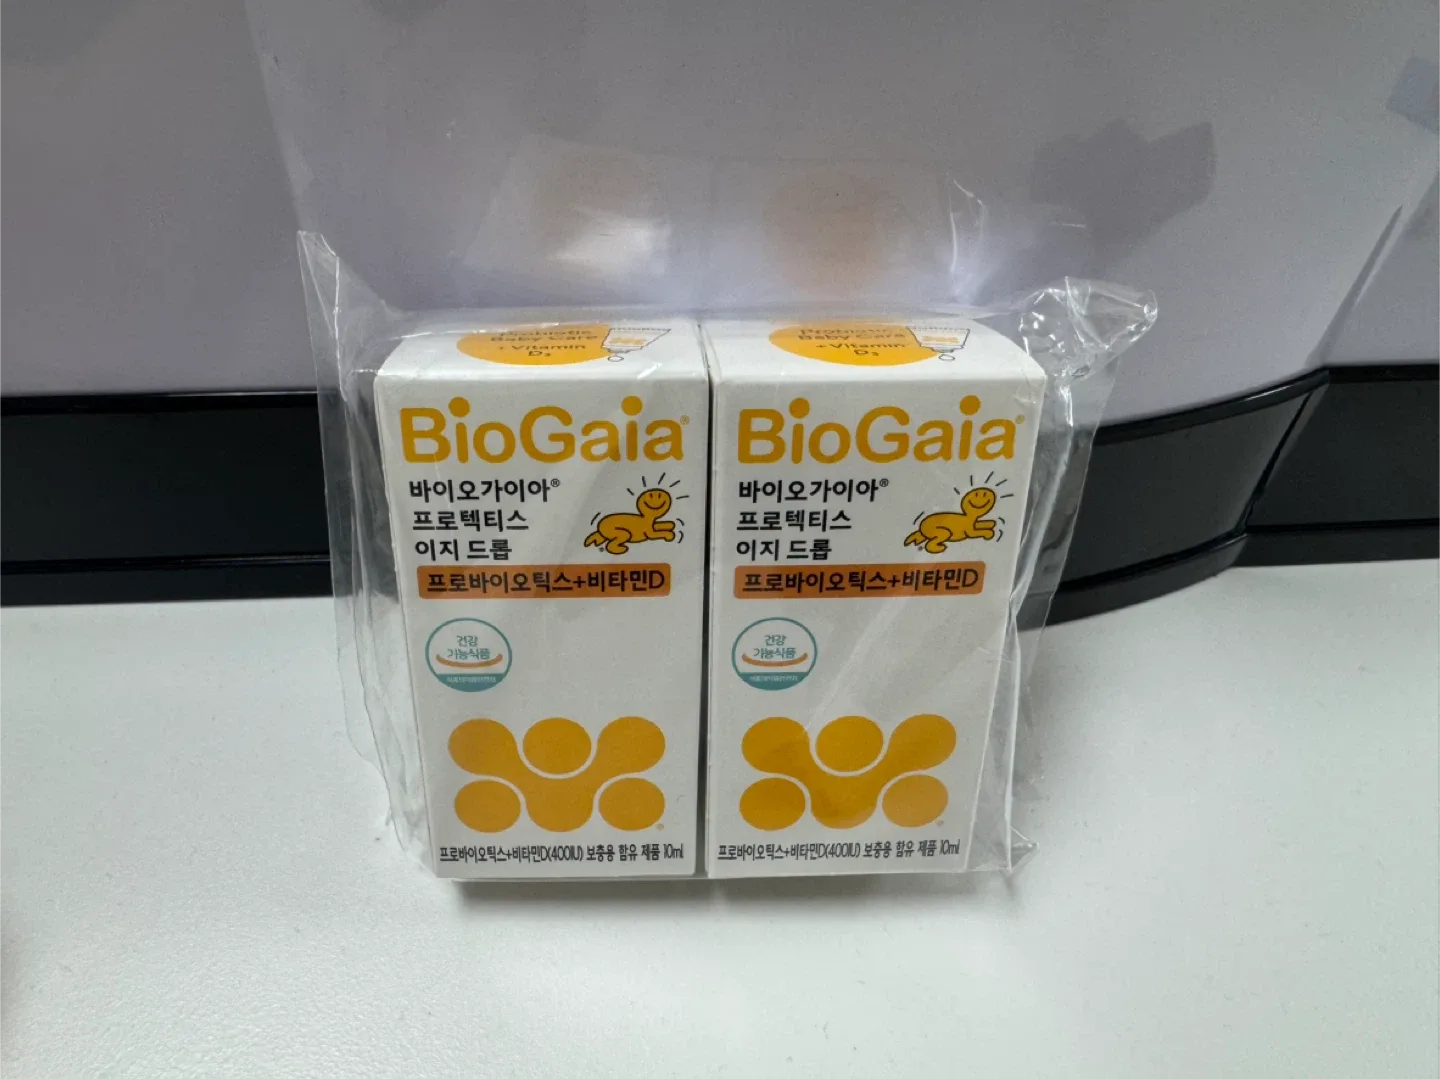 Probiotic
Baby Care
+ Vitamin
D₃
BioGaia®
바이오가이아®
프로텍티스
이지 드롭
프로바이오틱스+비타민D
건강
기능식품
프로바이오틱스+비타민D(400IU) 보충용 함유 제품 10ml
Probiotic
Baby Care
+ Vitamin
D₃
BioGaia®
바이오가이아®
프로텍티스
이지 드롭
프로바이오틱스+비타민D
건강
기능식품
프로바이오틱스+비타민D(400IU) 보충용 함유 제품 10ml